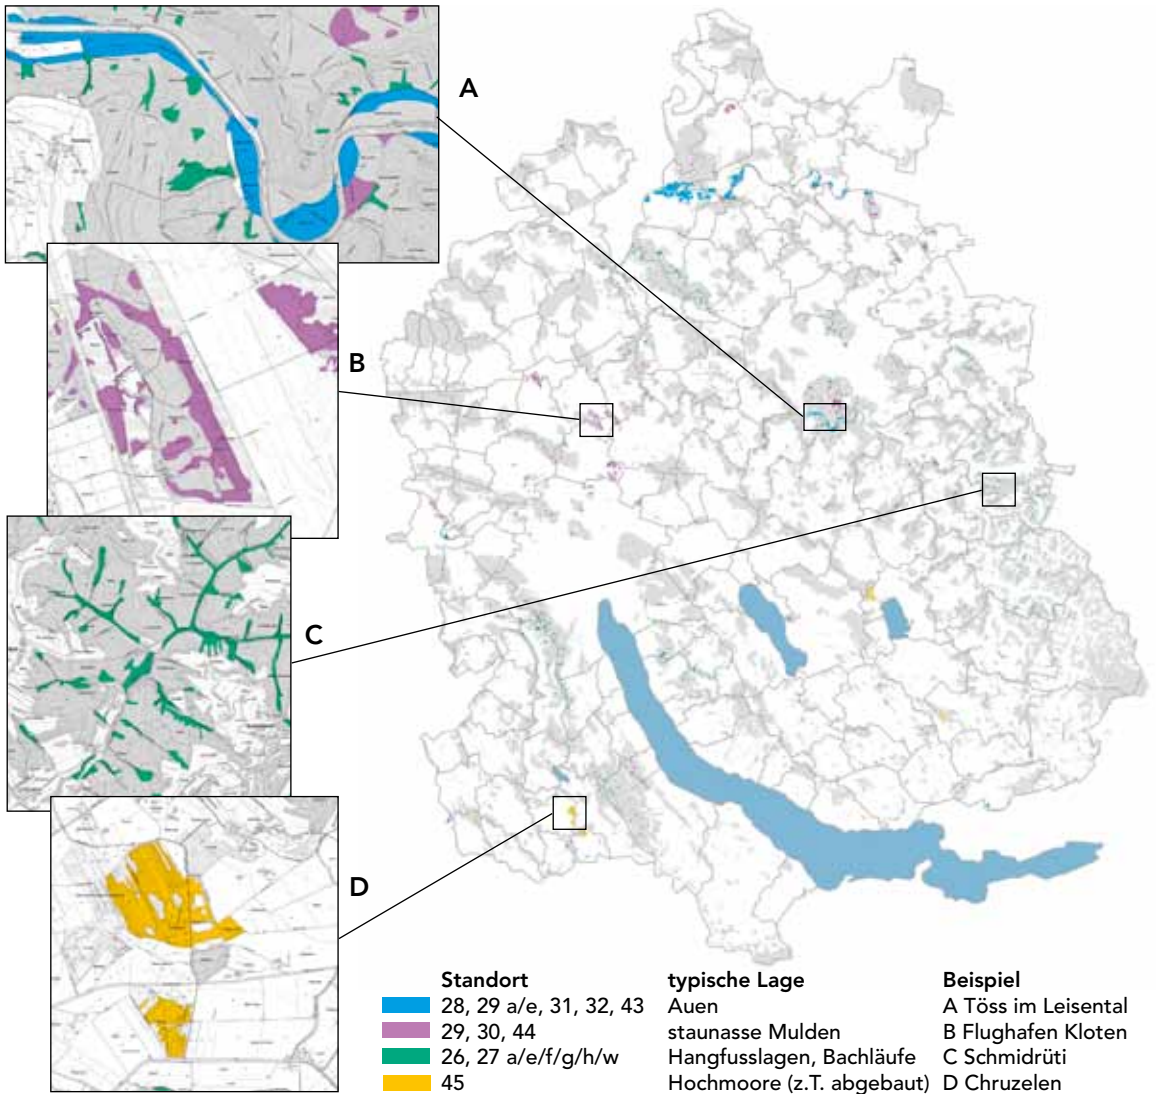 A
B
C
D
Standort typische Lage Beispiel
28, 29 a/e, 31, 32, 43 Auen A Töss im Leisental
29, 30, 44 staunasse Mulden B Flughafen Kloten
26, 27 a/e/f/g/h/w Hangfusslagen, Bachläufe C Schmidrüti
45 Hochmoore (z.T. abgebaut) D Chruzelen